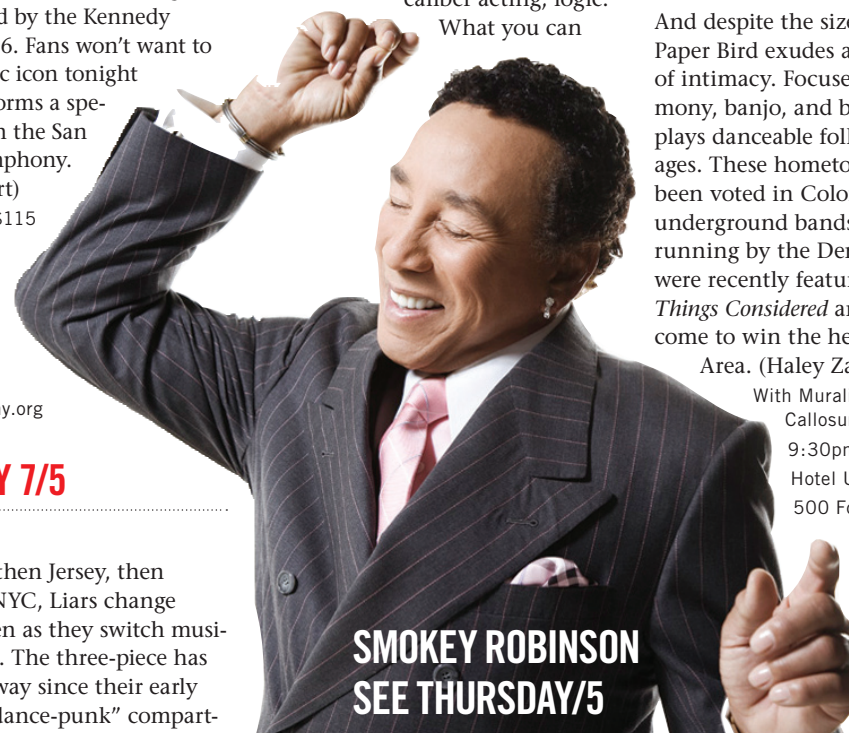 d by the Kennedy
6. Fans won't want to
c icon tonight
orms a spe-
n the San
mphony.
rt)
$115
y.org
Y 7/5
then Jersey, then
NYC, Liars change
en as they switch musi-
. The three-piece has
way since their early
dance-punk” compart-
caliber acting, logic.
What you can
SMOKEY ROBINSON
SEE THURSDAY/5
And despite the size
Paper Bird exudes a
of intimacy. Focuse
mony, banjo, and b
plays danceable foll
ages. These hometo
been voted in Color
underground bands
running by the Den
were recently featur
Things Considered an
come to win the he
Area. (Haley Za
With Murali
Callosu
9:30pm
Hotel U
500 Fo